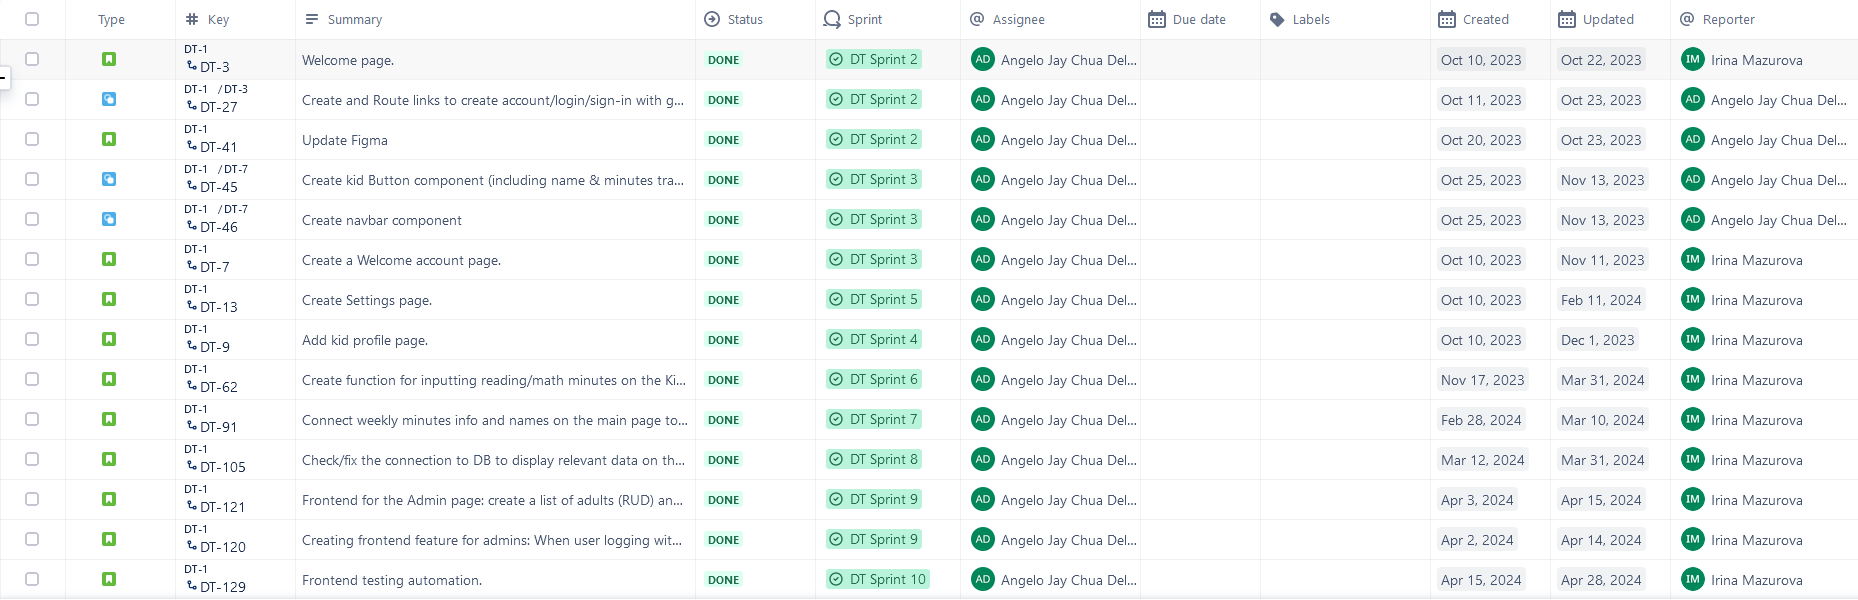 Type Key Summary Status Sprint Assignee Due date Labels Created Updated Reporter
DT-1
DT-3 Welcome page. DONE DT Sprint 2 AD Angelo Jay Chua Del... Oct 10, 2023 Oct 22, 2023 IM Irina Mazurova
DT-1 / DT-3
DT-27 Create and Route links to create account/login/sign-in with g... DONE DT Sprint 2 AD Angelo Jay Chua Del... Oct 11, 2023 Oct 23, 2023 AD Angelo Jay Chua Del...
DT-1
DT-41 Update Figma DONE DT Sprint 2 AD Angelo Jay Chua Del... Oct 20, 2023 Oct 23, 2023 AD Angelo Jay Chua Del...
DT-1 / DT-7
DT-45 Create kid Button component (including name & minutes tra... DONE DT Sprint 3 AD Angelo Jay Chua Del... Oct 25, 2023 Nov 13, 2023 AD Angelo Jay Chua Del...
DT-1 / DT-7
DT-46 Create navbar component DONE DT Sprint 3 AD Angelo Jay Chua Del... Oct 25, 2023 Nov 13, 2023 AD Angelo Jay Chua Del...
DT-1
DT-7 Create a Welcome account page. DONE DT Sprint 3 AD Angelo Jay Chua Del... Oct 10, 2023 Nov 11, 2023 IM Irina Mazurova
DT-1
DT-13 Create Settings page. DONE DT Sprint 5 AD Angelo Jay Chua Del... Oct 10, 2023 Feb 11, 2024 IM Irina Mazurova
DT-1
DT-9 Add kid profile page. DONE DT Sprint 4 AD Angelo Jay Chua Del... Oct 10, 2023 Dec 1, 2023 IM Irina Mazurova
DT-1
DT-62 Create function for inputting reading/math minutes on the Ki... DONE DT Sprint 6 AD Angelo Jay Chua Del... Nov 17, 2023 Mar 31, 2024 IM Irina Mazurova
DT-1
DT-91 Connect weekly minutes info and names on the main page to... DONE DT Sprint 7 AD Angelo Jay Chua Del... Feb 28, 2024 Mar 10, 2024 IM Irina Mazurova
DT-1
DT-105 Check/fix the connection to DB to display relevant data on th... DONE DT Sprint 8 AD Angelo Jay Chua Del... Mar 12, 2024 Mar 31, 2024 IM Irina Mazurova
DT-1
DT-121 Frontend for the Admin page: create a list of adults (RUD) an... DONE DT Sprint 9 AD Angelo Jay Chua Del... Apr 3, 2024 Apr 15, 2024 IM Irina Mazurova
DT-1
DT-120 Creating frontend feature for admins: When user logging wit... DONE DT Sprint 9 AD Angelo Jay Chua Del... Apr 2, 2024 Apr 14, 2024 IM Irina Mazurova
DT-1
DT-129 Frontend testing automation. DONE DT Sprint 10 AD Angelo Jay Chua Del... Apr 15, 2024 Apr 28, 2024 IM Irina Mazurova